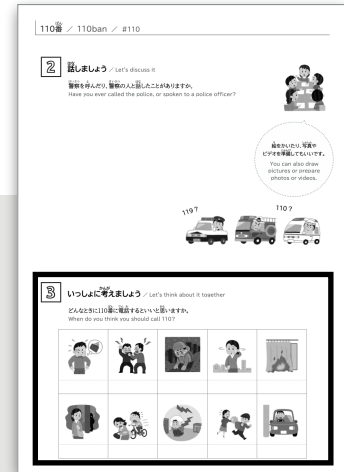 110番 / 110ban / #110
2 話しましょう / Let's discuss it
警察を呼んだり、警察の人と話したことがありますか。
Have you ever called the police, or spoken to a police officer?
絵をかいたり、写真や
ビデオを準備してもいいです。
You can also draw
pictures or prepare
photos or videos.
119?
110?
3 いっしょに考えましょう / Let's think about it together
どんなときに110番に電話するといいと思いますか。
When do you think you should call 110?